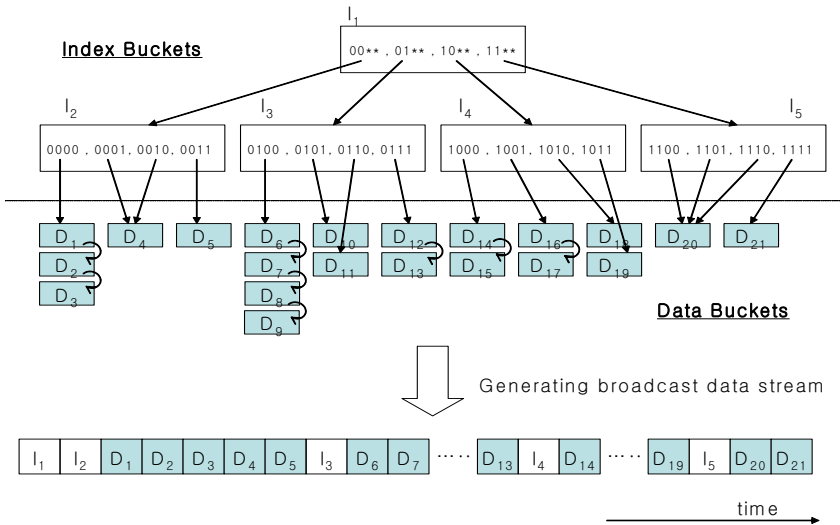 Index Buckets
I1
00** , 01** , 10** , 11**
I2
I3
I4
I5
0000 , 0001, 0010, 0011
0100 , 0101, 0110, 0111
1000 , 1001, 1010, 1011
1100 , 1101, 1110, 1111
D1 D4 D5 D6 D10 D12 D14 D16 D18 D20 D21
D2 D7 D11 D13 D15 D17 D19
D3 D8
D9
Data Buckets
Generating broadcast data stream
I1 I2 D1 D2 D3 D4 D5 I3 D6 D7 ..... D13 I4 D14 ..... D19 I5 D20 D21
time